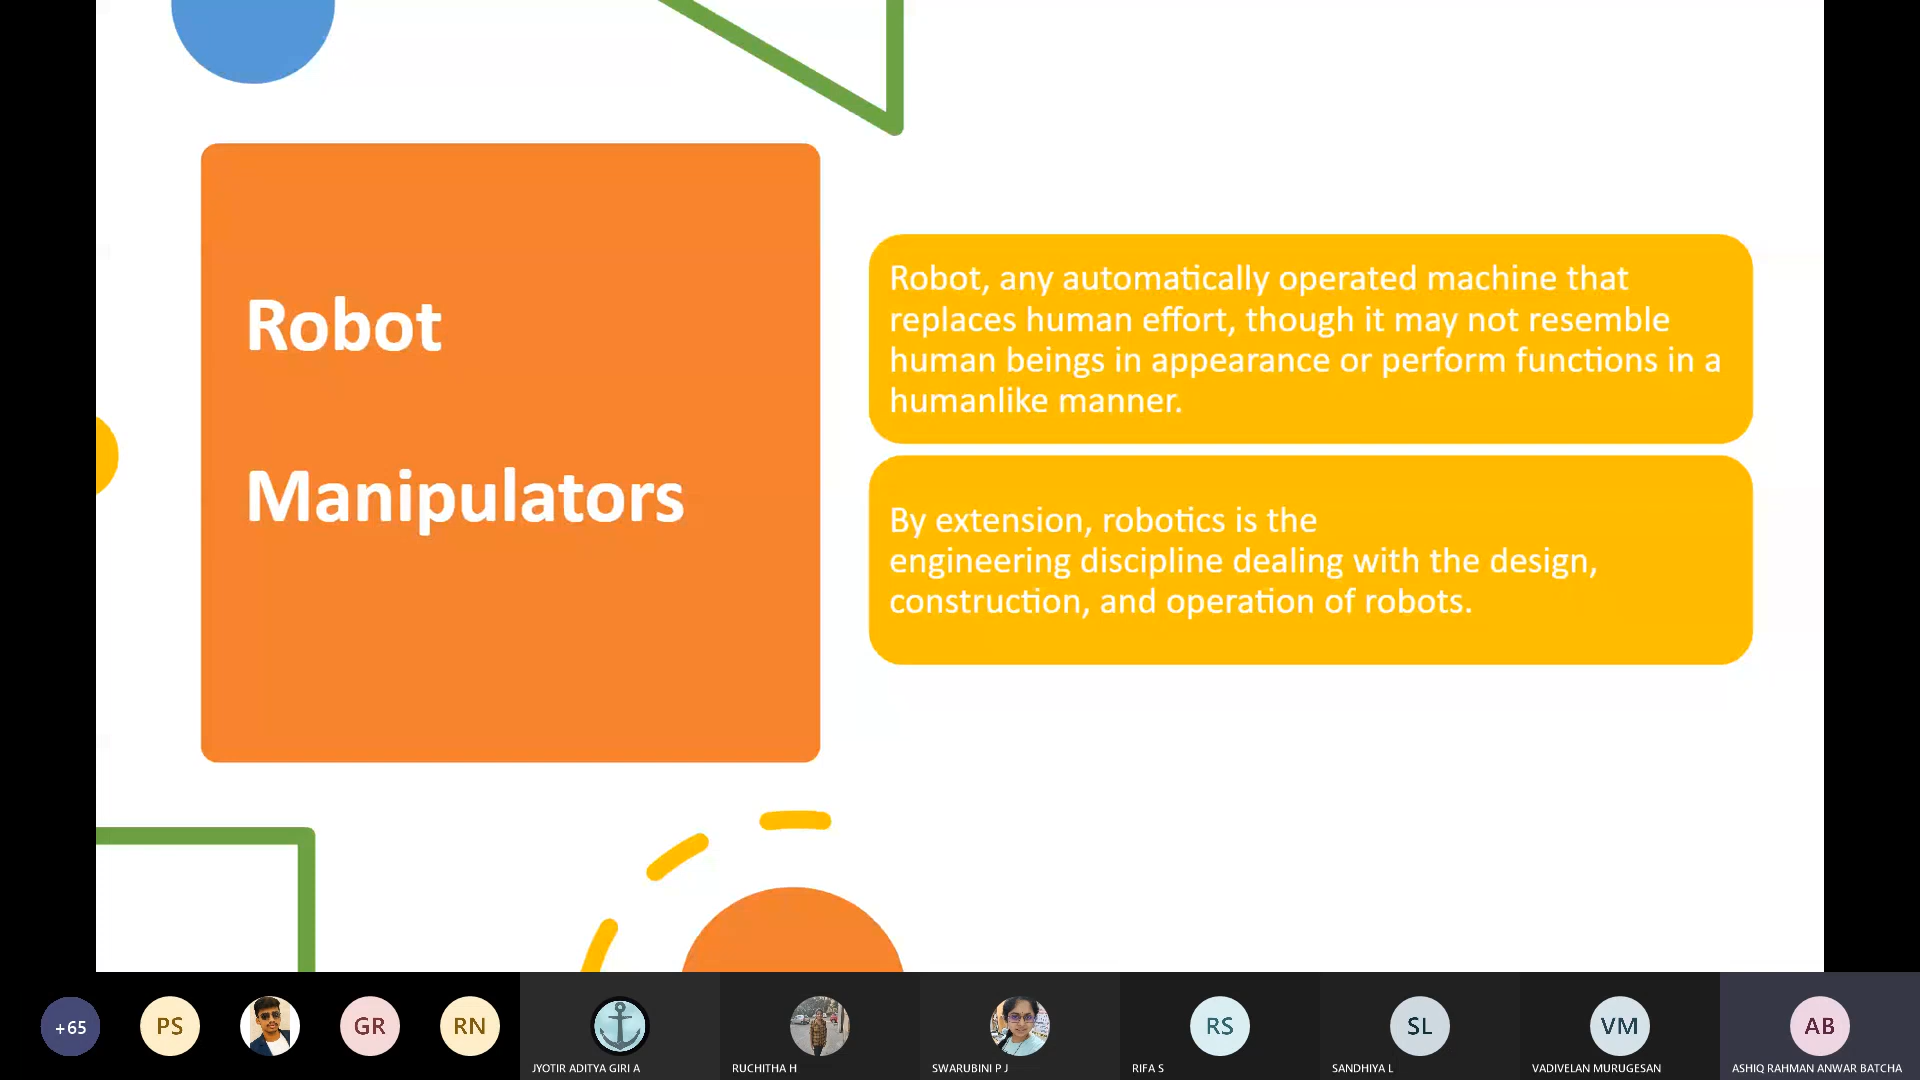 Robot
Manipulators
Robot, any automatically operated machine that
replaces human effort, though it may not resemble
human beings in appearance or perform functions in a
humanlike manner.
By extension, robotics is the
engineering discipline dealing with the design,
construction, and operation of robots.
+65
PS
GR
RN
JYOTIR ADITYA GIRI A
RUCHITHA H
SWARUBINI P J
RS
RIFA S
SL
SANDHIYA L
VM
VADIVELAN MURUGESAN
AB
ASHIQ RAHMAN ANWAR BATCHA